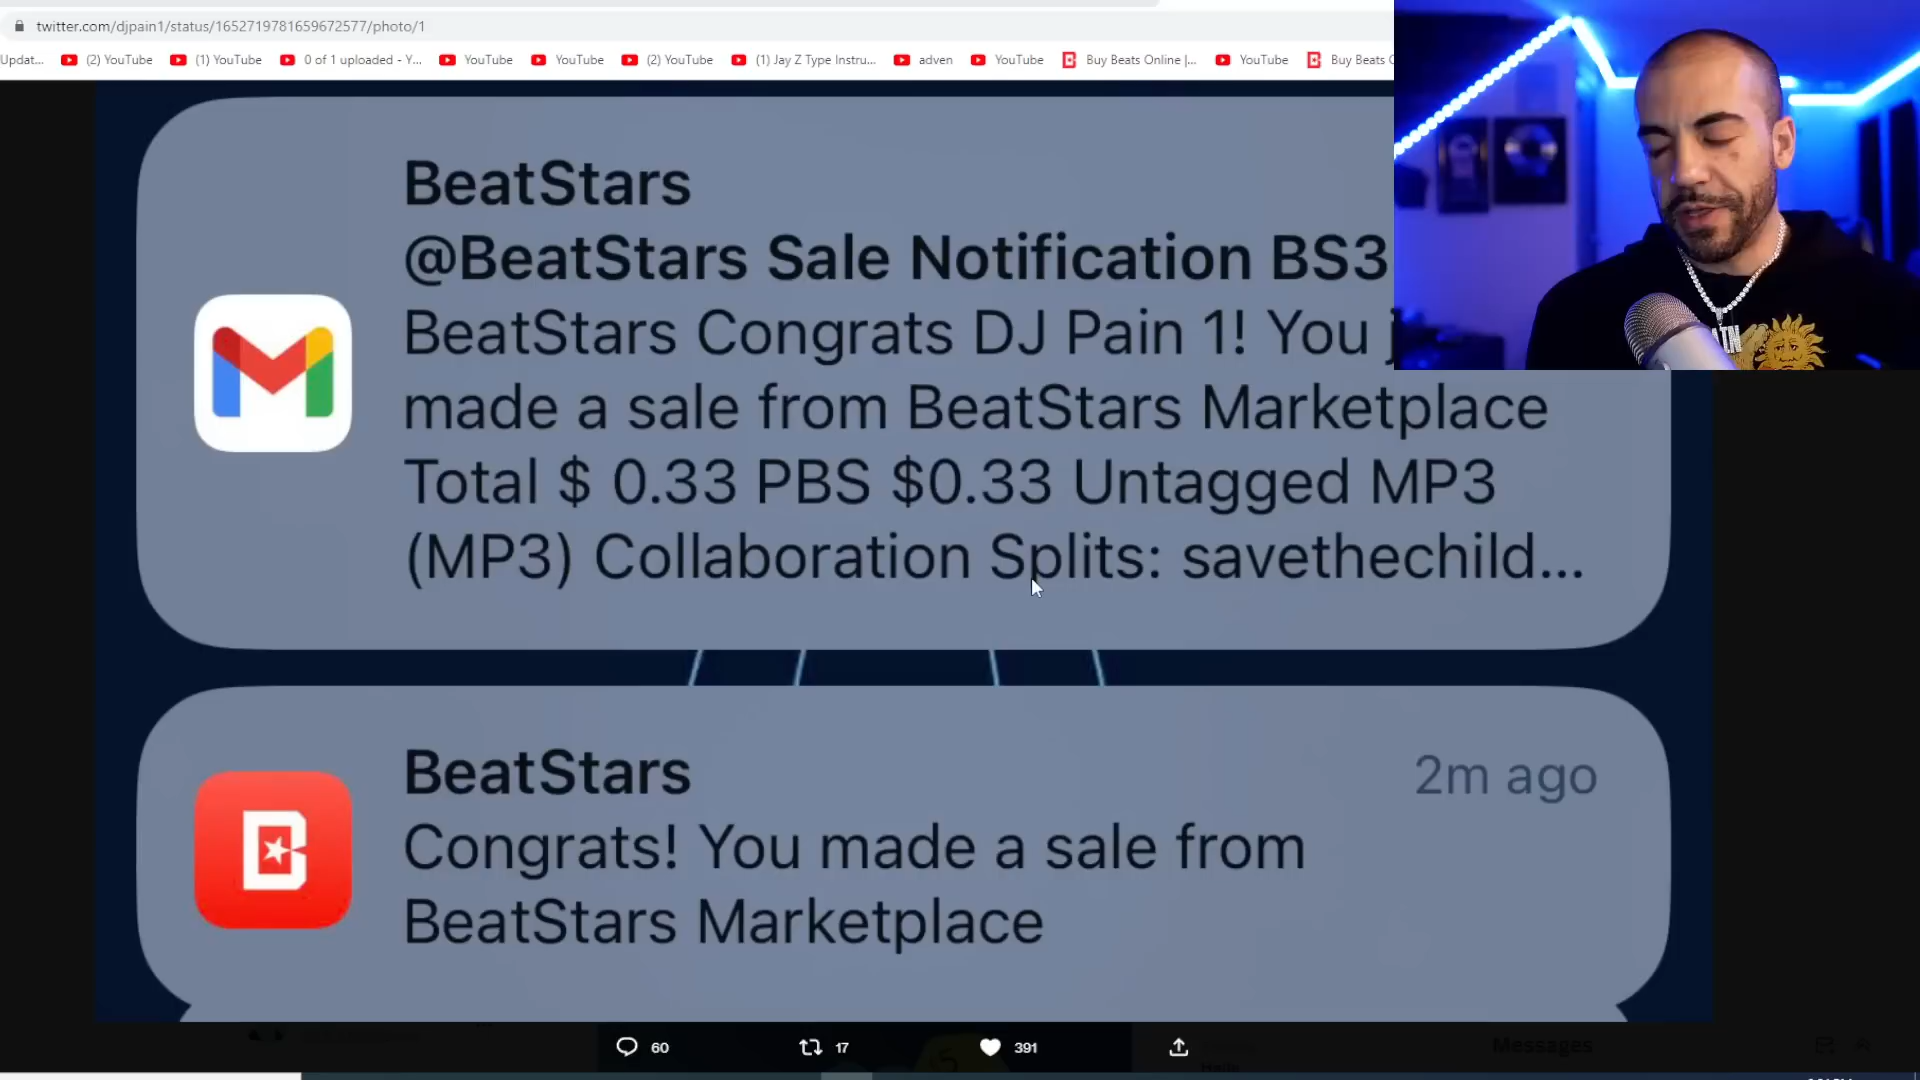 twitter.com/djpain1/status/1652719781659672577/photo/1
Updat... (2) YouTube (1) YouTube 0 of 1 uploaded - Y... YouTube YouTube (2) YouTube (1) Jay Z Type Instru... adven YouTube Buy Beats Online |... YouTube Buy Beats
BeatStars
@BeatStars Sale Notification BS3
BeatStars Congrats DJ Pain 1! You j
made a sale from BeatStars Marketplace
Total $ 0.33 PBS $0.33 Untagged MP3
(MP3) Collaboration Splits: savethechild...
BeatStars 2m ago
Congrats! You made a sale from
BeatStars Marketplace
60 17 391
Messages